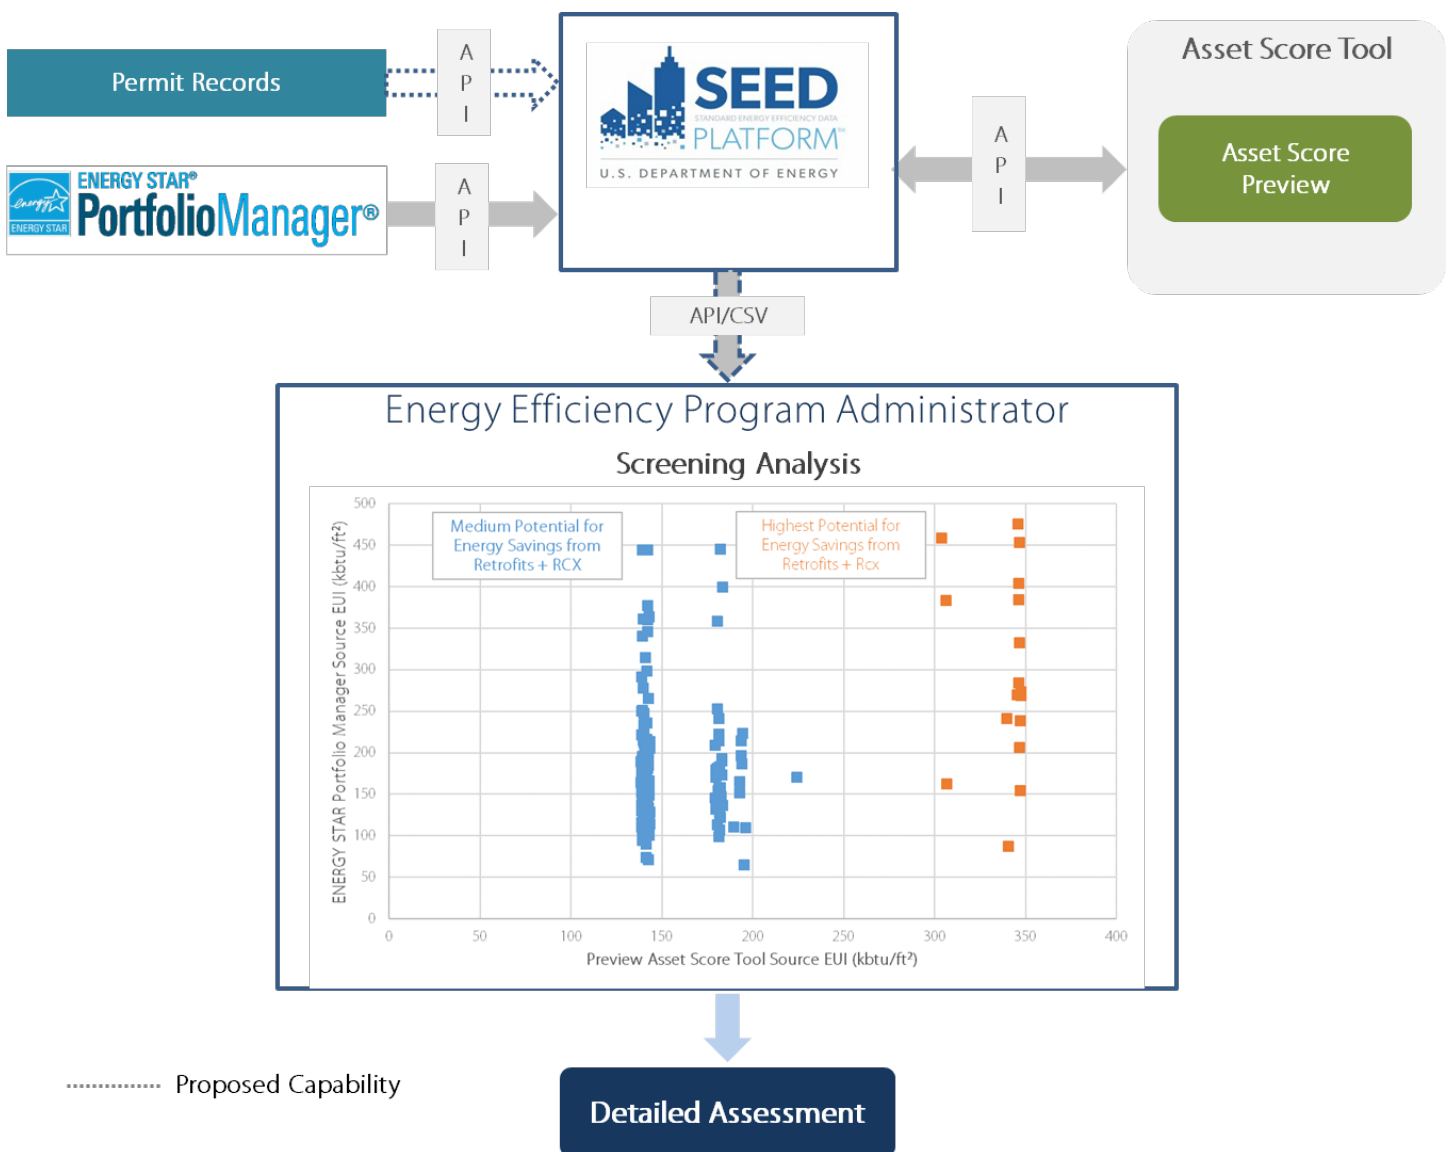 Permit Records
A
P
I
ENERGY STAR®
PortfolioManager®
energy
ENERGY STAR
A
P
I
SEED
STANDARD ENERGY EFFICIENCY DATA
PLATFORM™
U.S. DEPARTMENT OF ENERGY
A
P
I
Asset Score Tool
Asset Score
Preview
API/CSV
Energy Efficiency Program Administrator
Screening Analysis
ENERGY STAR Portfolio Manager Source EUI (kbtu/ft²)
500
450
400
350
300
250
200
150
100
50
0
Medium Potential for
Energy Savings from
Retrofits + RCX
Highest Potential for
Energy Savings from
Retrofits + Rcx
0 50 100 150 200 250 300 350 400
Preview Asset Score Tool Source EUI (kbtu/ft²)
Proposed Capability
Detailed Assessment